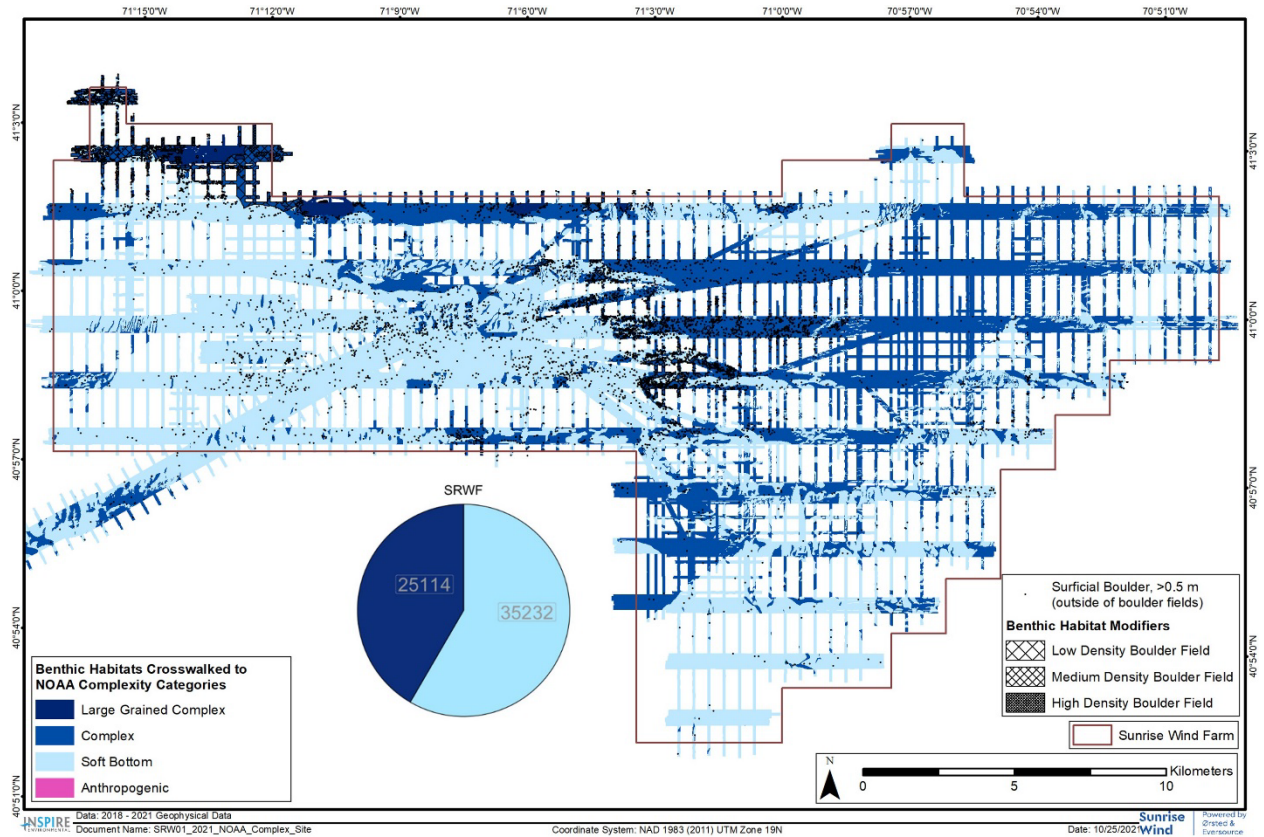 71°15'0"W 71°12'0"W 71°9'0"W 71°6'0"W 71°3'0"W 71°0'0"W 70°57'0"W 70°54'0"W 70°51'0"W
41°3'0"N
41°3'0"N
41°0'0"N
41°0'0"N
40°57'0"N
40°57'0"N
40°54'0"N
40°54'0"N
40°51'0"N
SRWF
25114
35232
Benthic Habitats Crosswalked to
NOAA Complexity Categories
Large Grained Complex
Complex
Soft Bottom
Anthropogenic
Surficial Boulder, >0.5 m
(outside of boulder fields)
Benthic Habitat Modifiers
Low Density Boulder Field
Medium Density Boulder Field
High Density Boulder Field
Sunrise Wind Farm
N
Kilometers
0 5 10
INSPIRE
ENVIRONMENTAL
Data: 2018 - 2021 Geophysical Data
Document Name: SRW01_2021_NOAA_Complex_Site
Coordinate System: NAD 1983 (2011) UTM Zone 19N
Date: 10/25/2021
Sunrise
Wind
Powered by
Ørsted &
Eversource